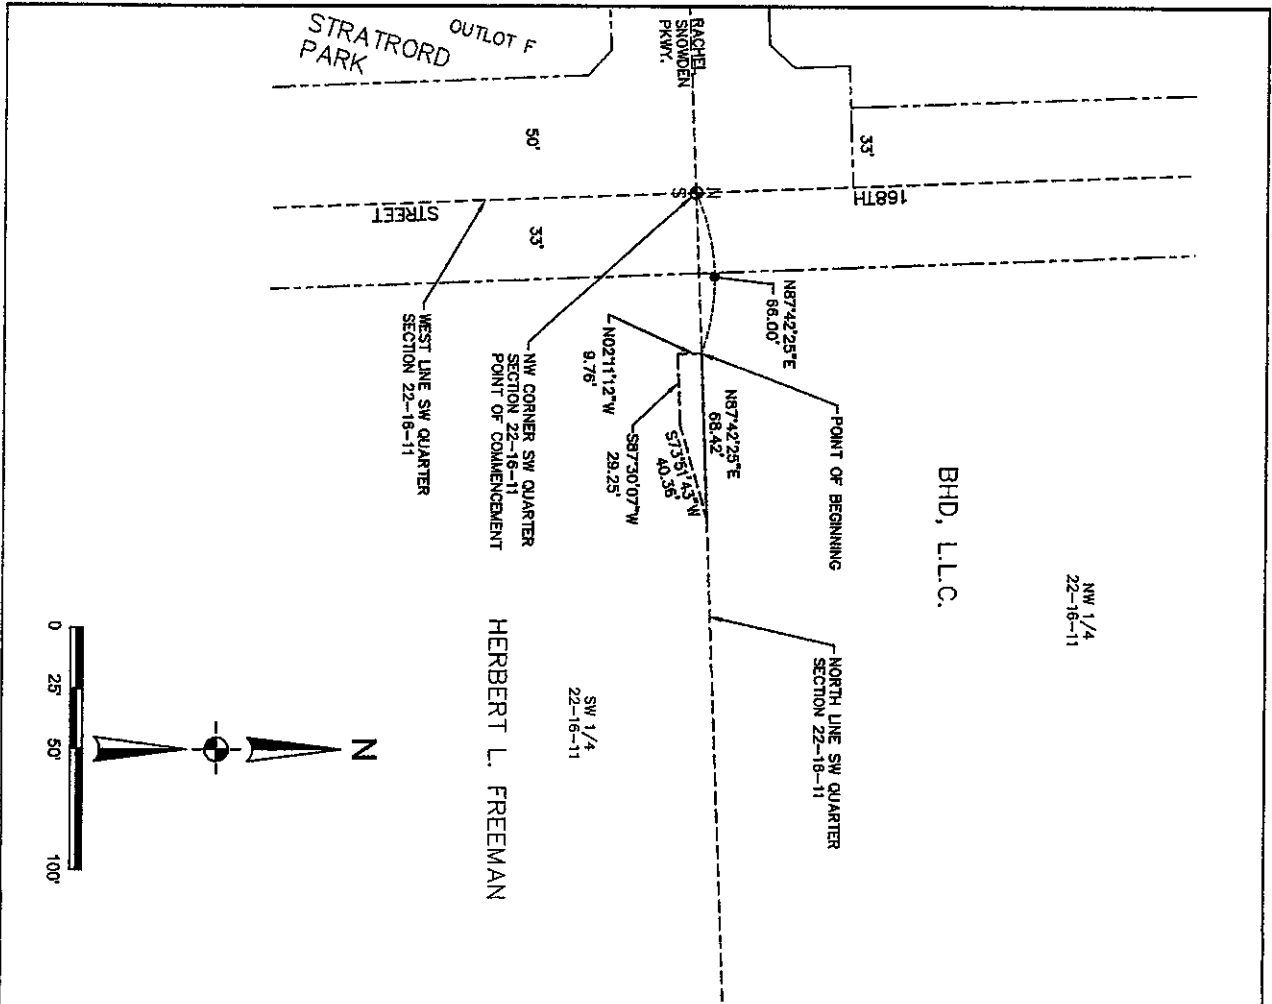 STRATRORD
PARK
OUTLOT F
RACHEL
SNOWDEN
PKWY.
50'
33'
33'
168TH
STREET
N
S
N87°42'25"E
66.00'
POINT OF BEGINNING
N87°42'25"E
68.42'
S73°51'43"W
40.36'
S87°30'07"W
29.25'
N02°11'12"W
9.76'
NW CORNER SW QUARTER
SECTION 22-16-11
POINT OF COMMENCEMENT
WEST LINE SW QUARTER
SECTION 22-16-11
BHD, L.L.C.
NW 1/4
22-16-11
NORTH LINE SW QUARTER
SECTION 22-16-11
SW 1/4
22-16-11
HERBERT L. FREEMAN
N
0 25' 50' 100'